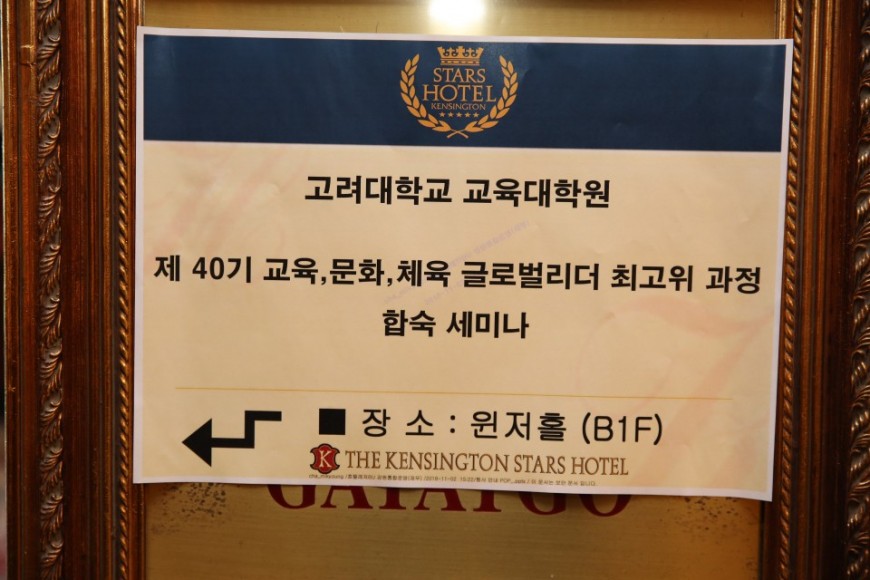 STARS
HOTEL
KENSINGTON
고려대학교 교육대학원
제 40기 교육,문화,체육 글로벌리더 최고위 과정
합숙 세미나
■ 장 소 : 윈저홀 (B1F)
K THE KENSINGTON STARS HOTEL
GAYAGO